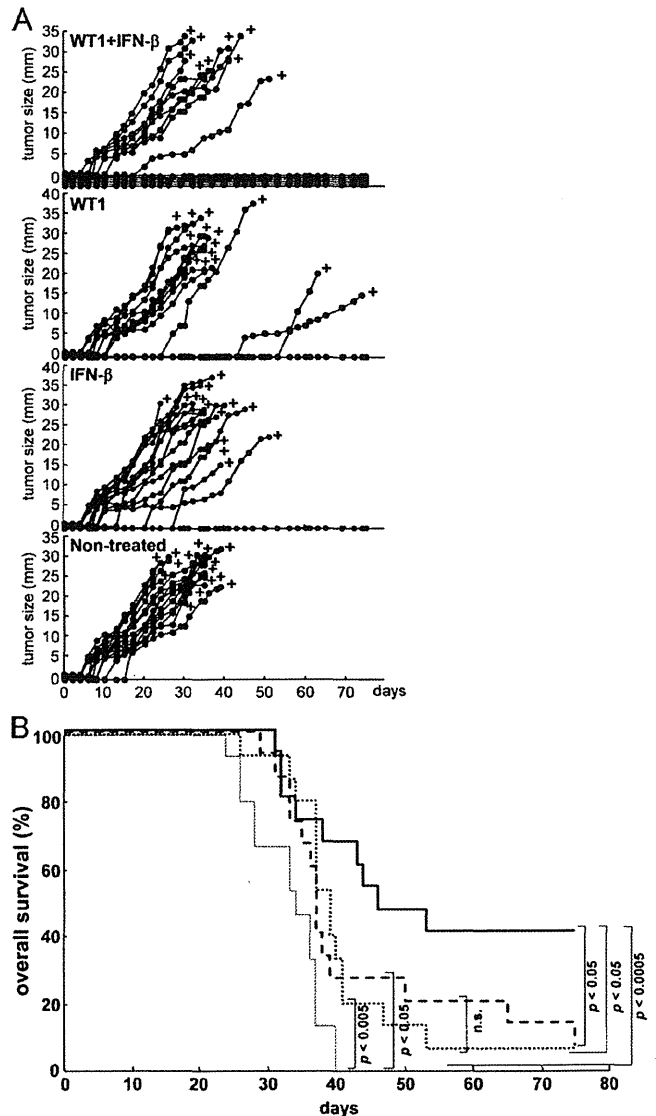 A
WT1+IFN-β
tumor size (mm)
35
30
25
20
15
10
5
0
WT1
tumor size (mm)
40
35
30
25
20
15
10
5
0
IFN-β
tumor size (mm)
40
35
30
25
20
15
10
5
0
Non-treated
tumor size (mm)
35
30
25
20
15
10
5
0
0 10 20 30 40 50 60 70 days
B
overall survival (%)
100
80
60
40
20
0
p < 0.005
p < 0.05
n.s.
p < 0.05
p < 0.05
p < 0.0005
0 10 20 30 40 50 60 70 80
days